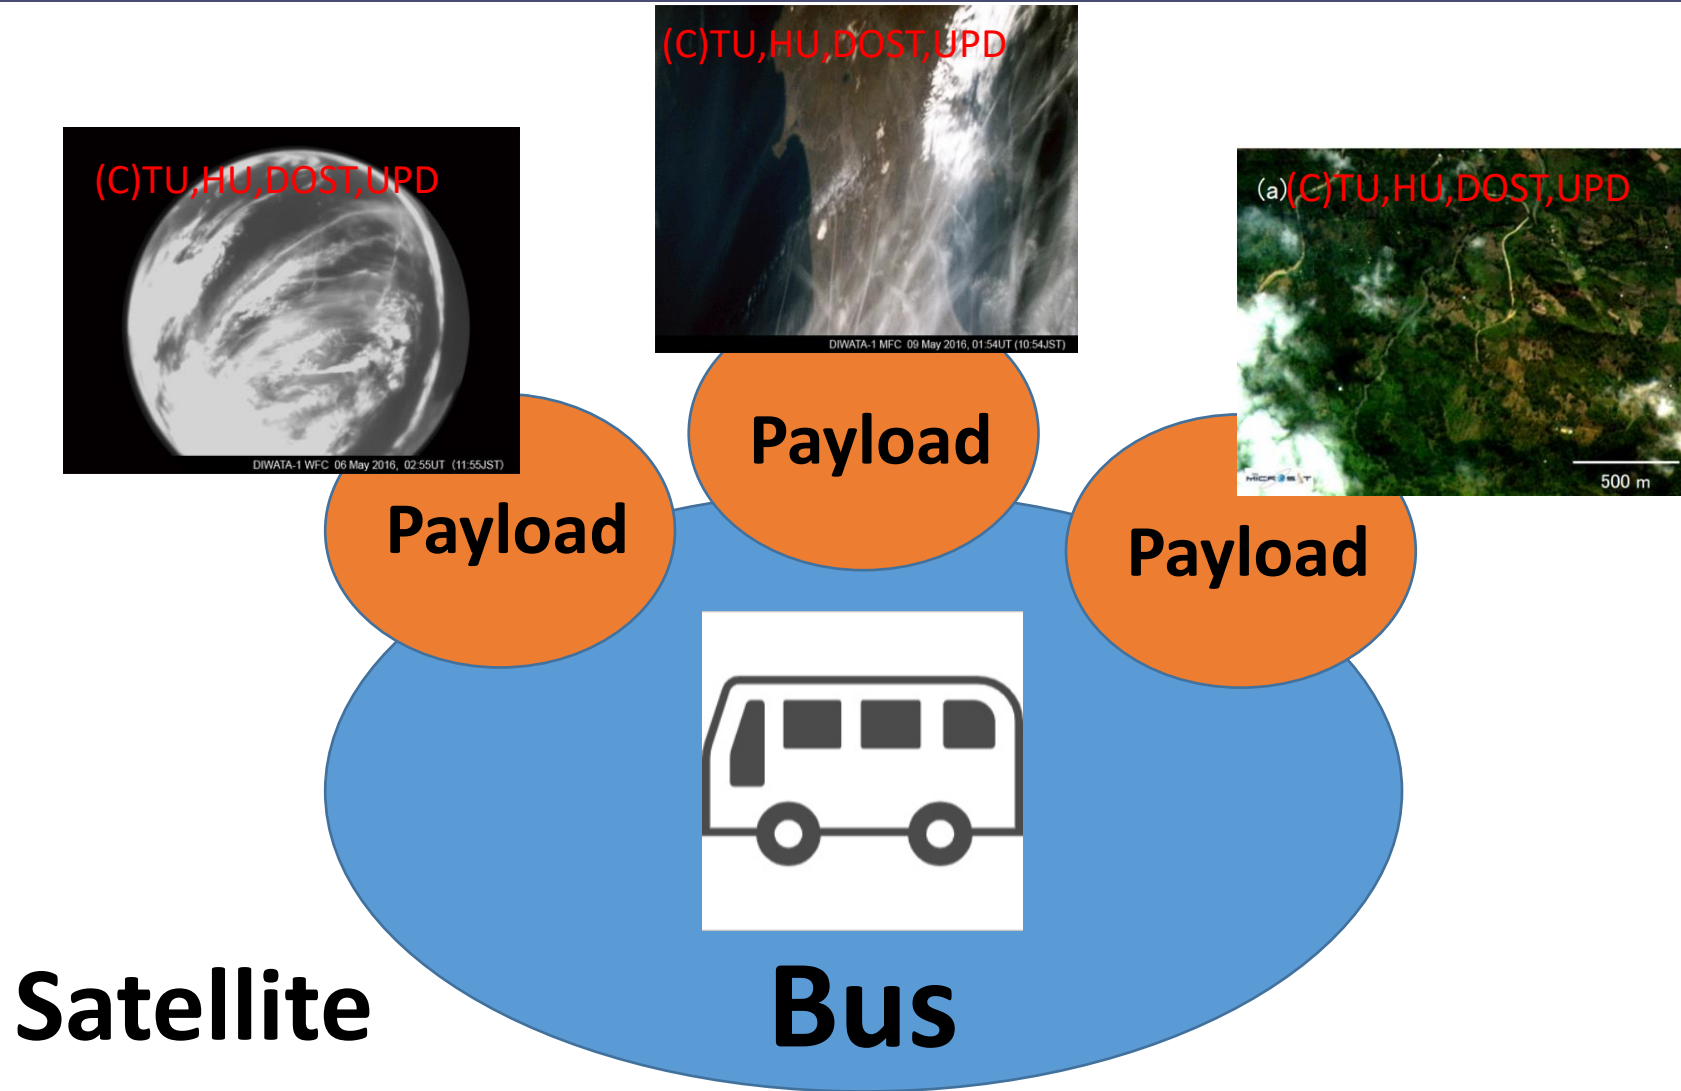 (C)TU,HU,DOST,UPD
DIWATA-1 MFC 09 May 2016, 01:54UT (10:54JST)
(C)TU,HU,DOST,UPD
DIWATA-1 WFC 06 May 2016, 02:55UT (11:55JST)
(a)(C)TU,HU,DOST,UPD
MICROSAT
500 m
Payload
Payload
Payload
Satellite
Bus